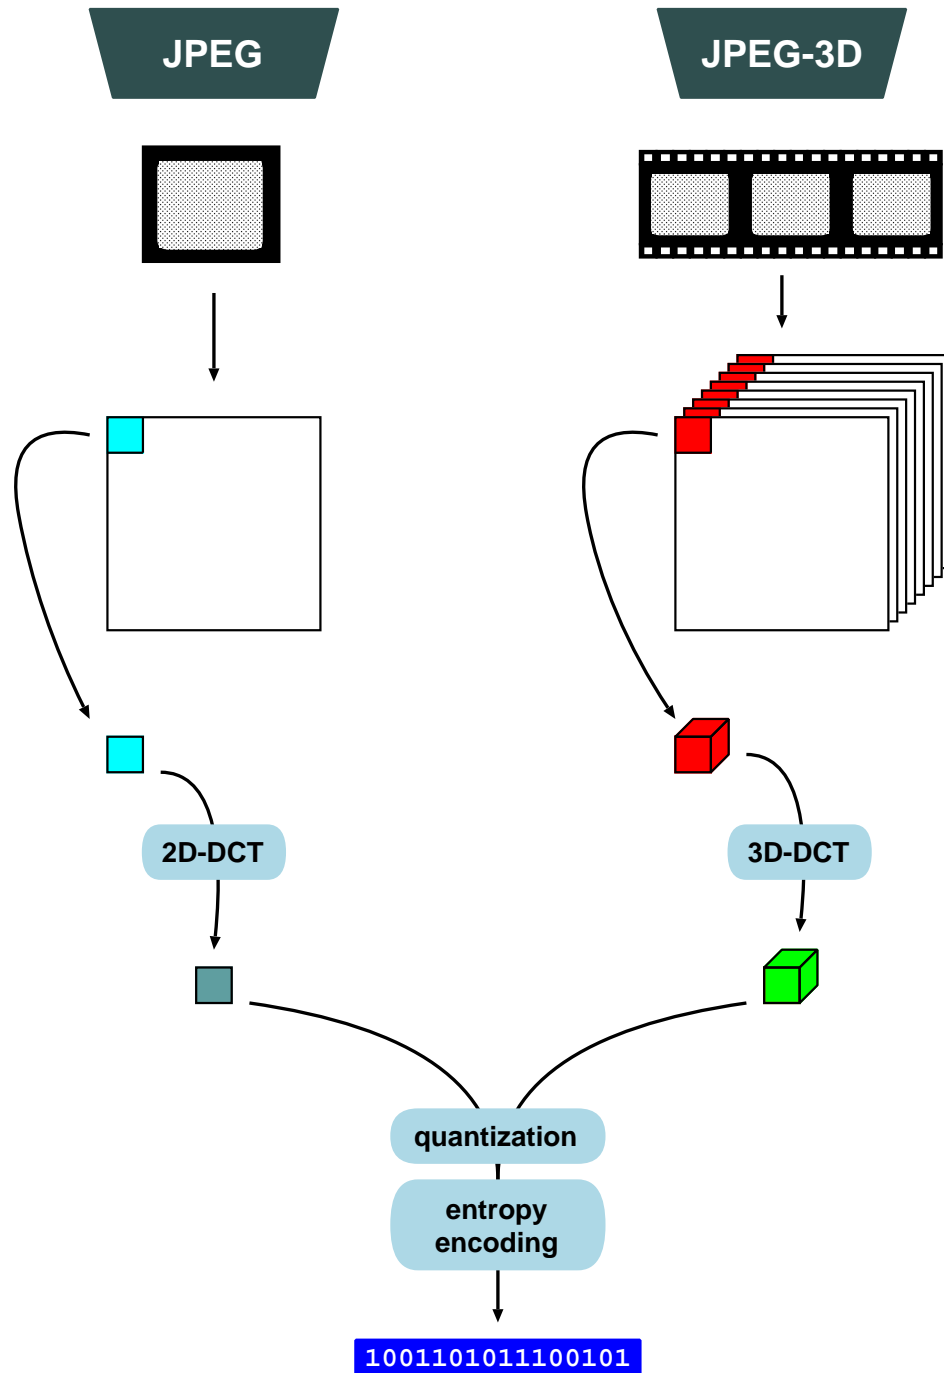 JPEG
JPEG-3D
2D-DCT
3D-DCT
quantization
entropy
encoding
1001101011100101